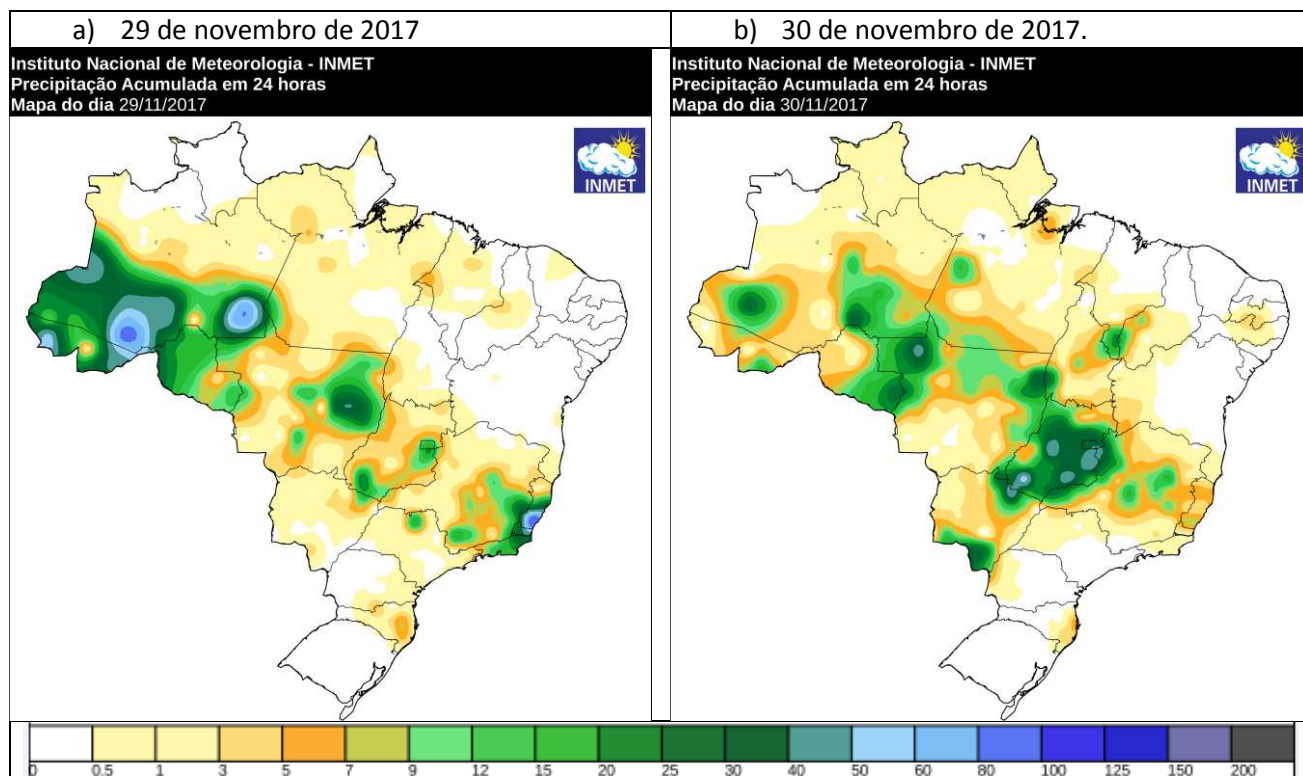 a) 29 de novembro de 2017
b) 30 de novembro de 2017.
Instituto Nacional de Meteorologia - INMET
Precipitação Acumulada em 24 horas
Mapa do dia 29/11/2017
INMET
Instituto Nacional de Meteorologia - INMET
Precipitação Acumulada em 24 horas
Mapa do dia 30/11/2017
INMET
0 0.5 1 3 5 7 9 12 15 20 25 30 40 50 60 80 100 125 150 200